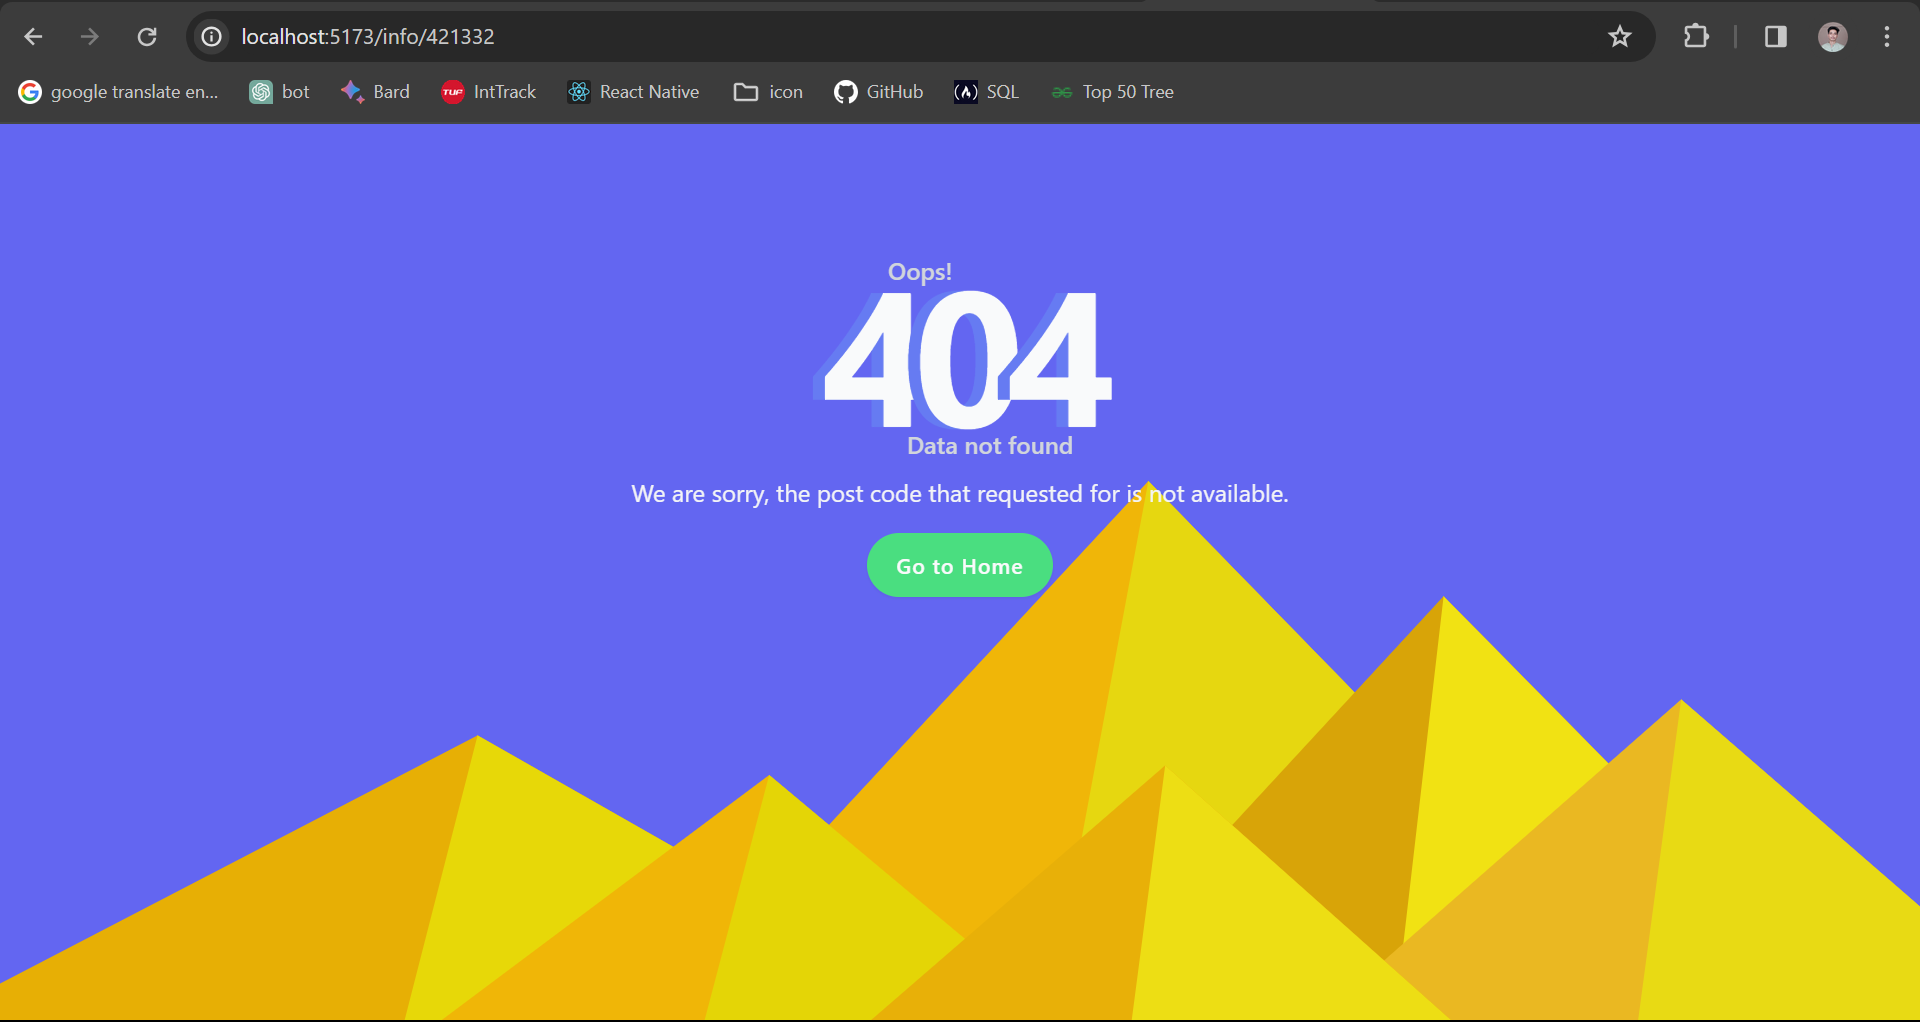 localhost:5173/info/421332
google translate en... bot Bard TUP IntTrack React Native icon GitHub SQL Top 50 Tree
Oops!
404
Data not found
We are sorry, the post code that requested for is not available.
Go to Home